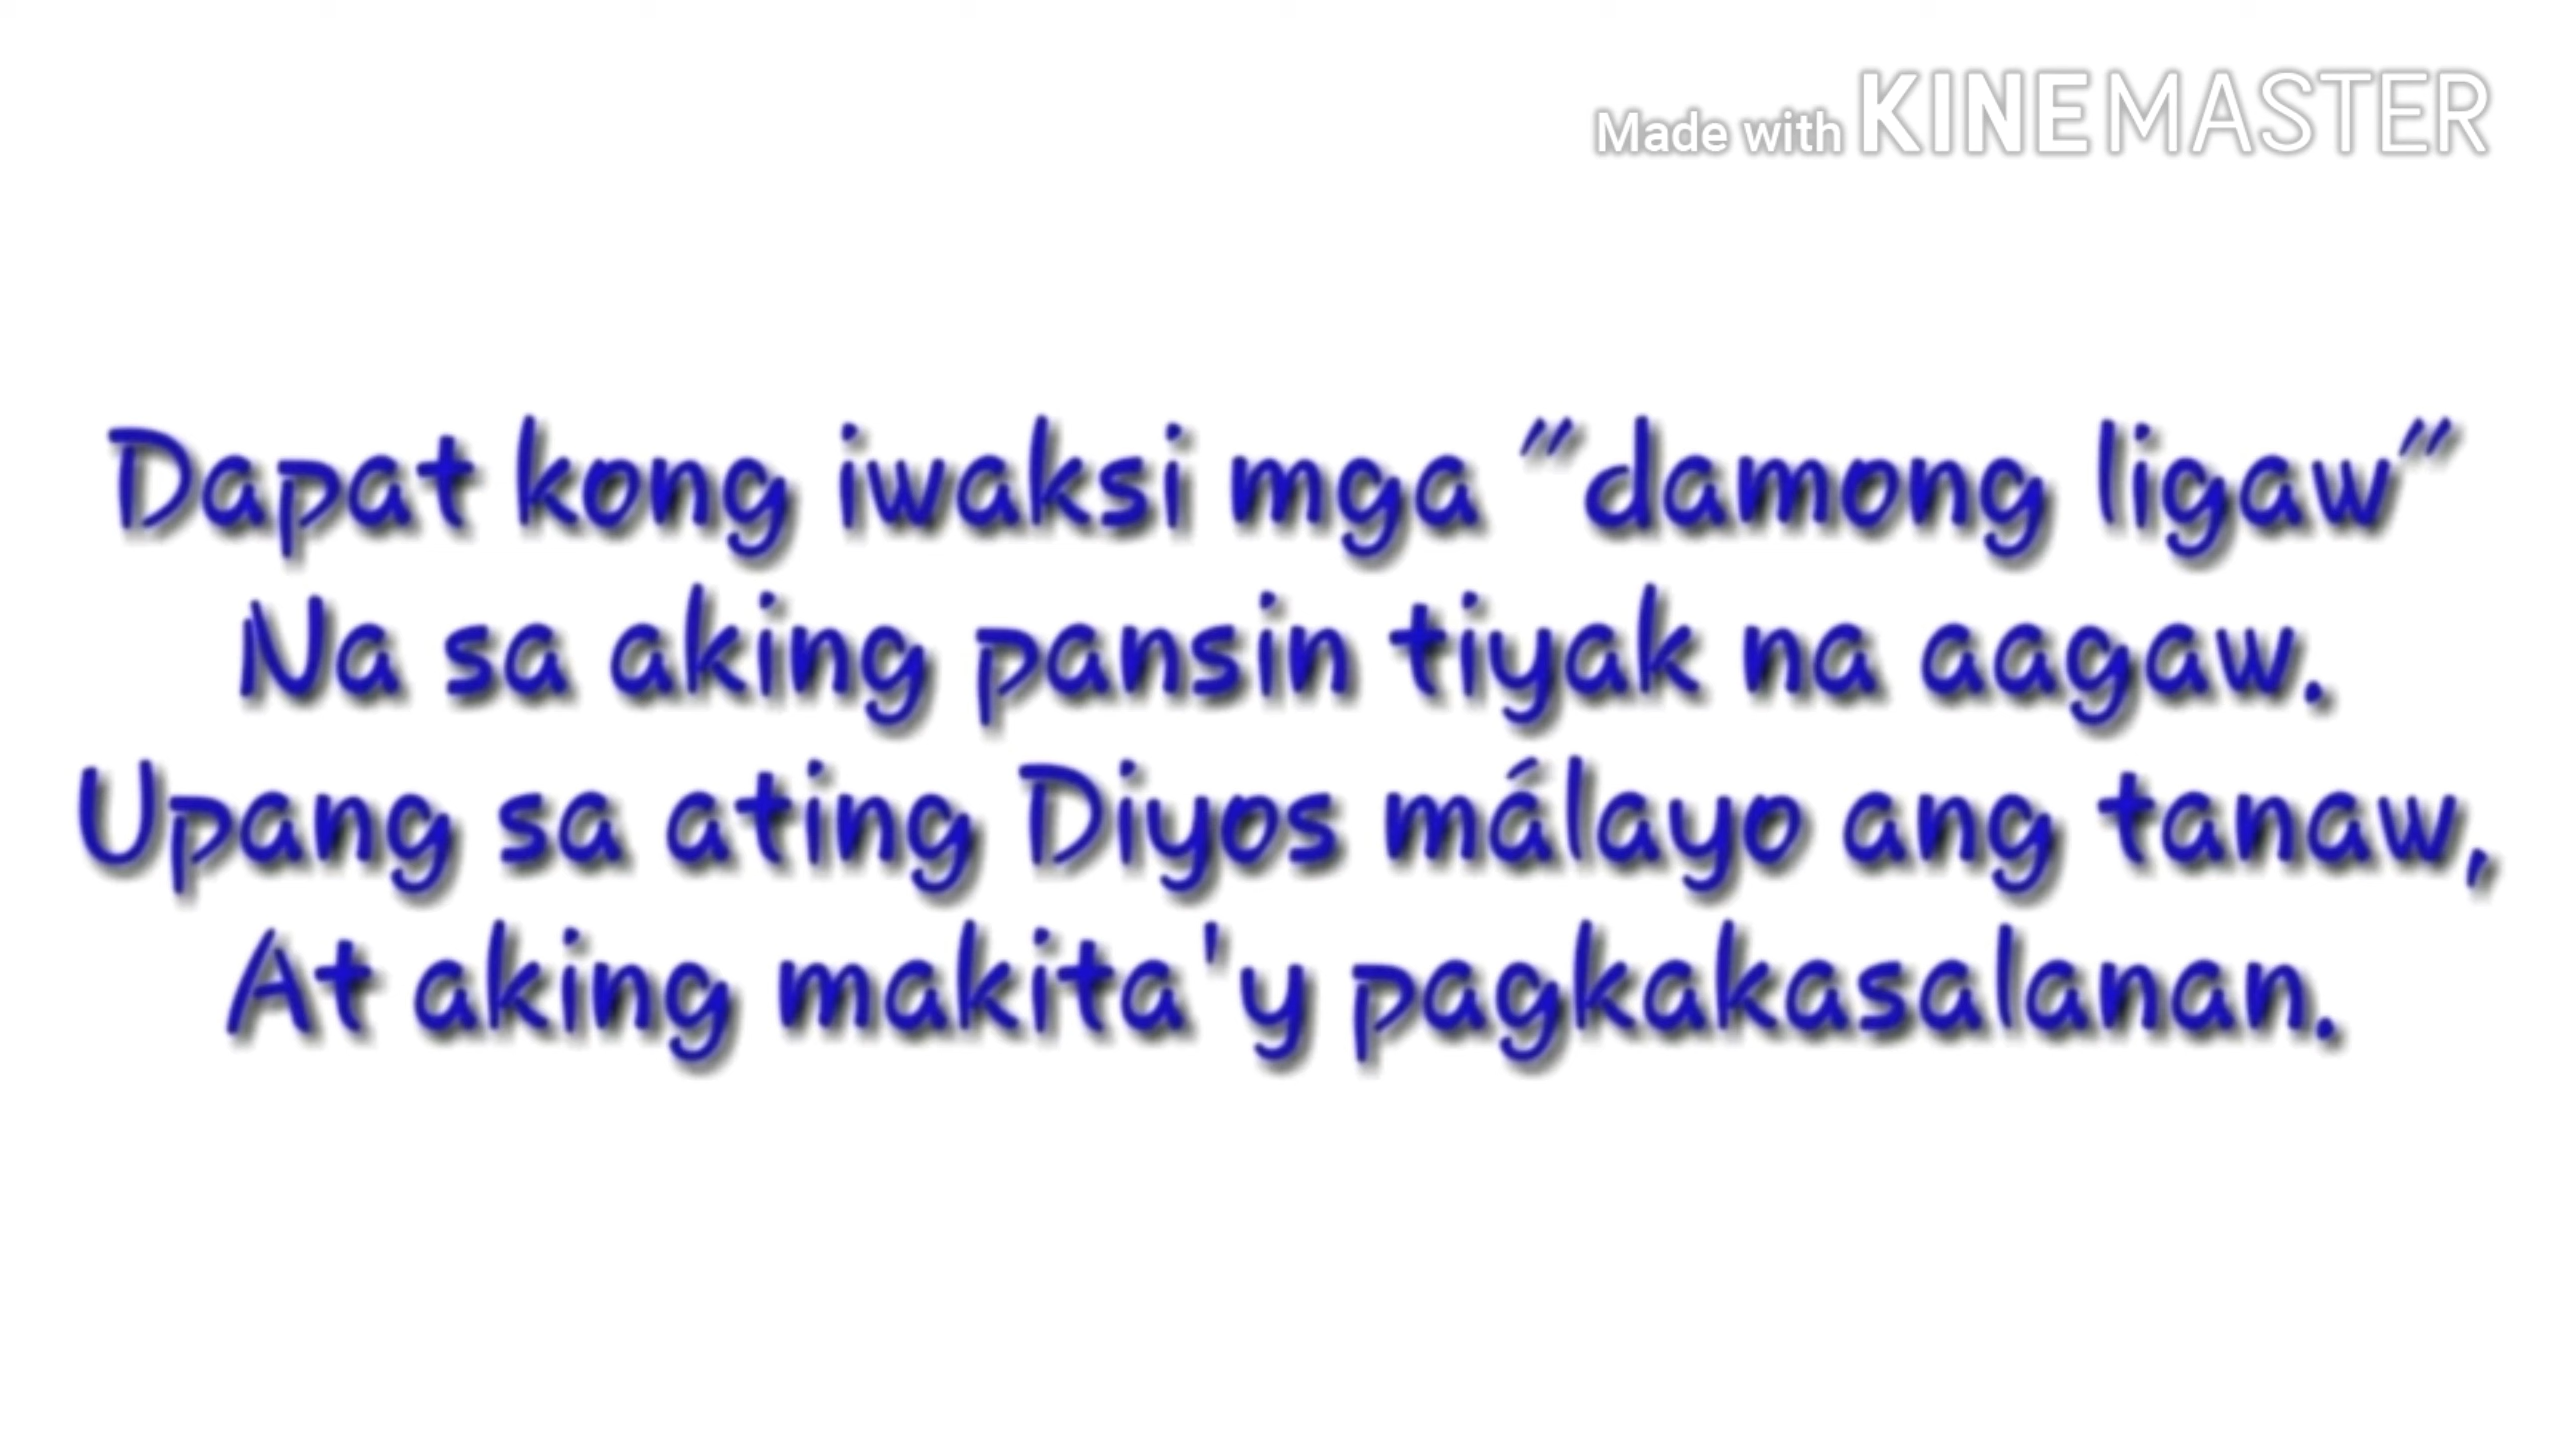 Made with KINEMASTER
Dapat kong iwaksi mga "damong ligaw"
Na sa aking pansin tiyak na aagaw.
Upang sa ating Diyos málayo ang tanaw,
At aking makita'y pagkakasalanan.